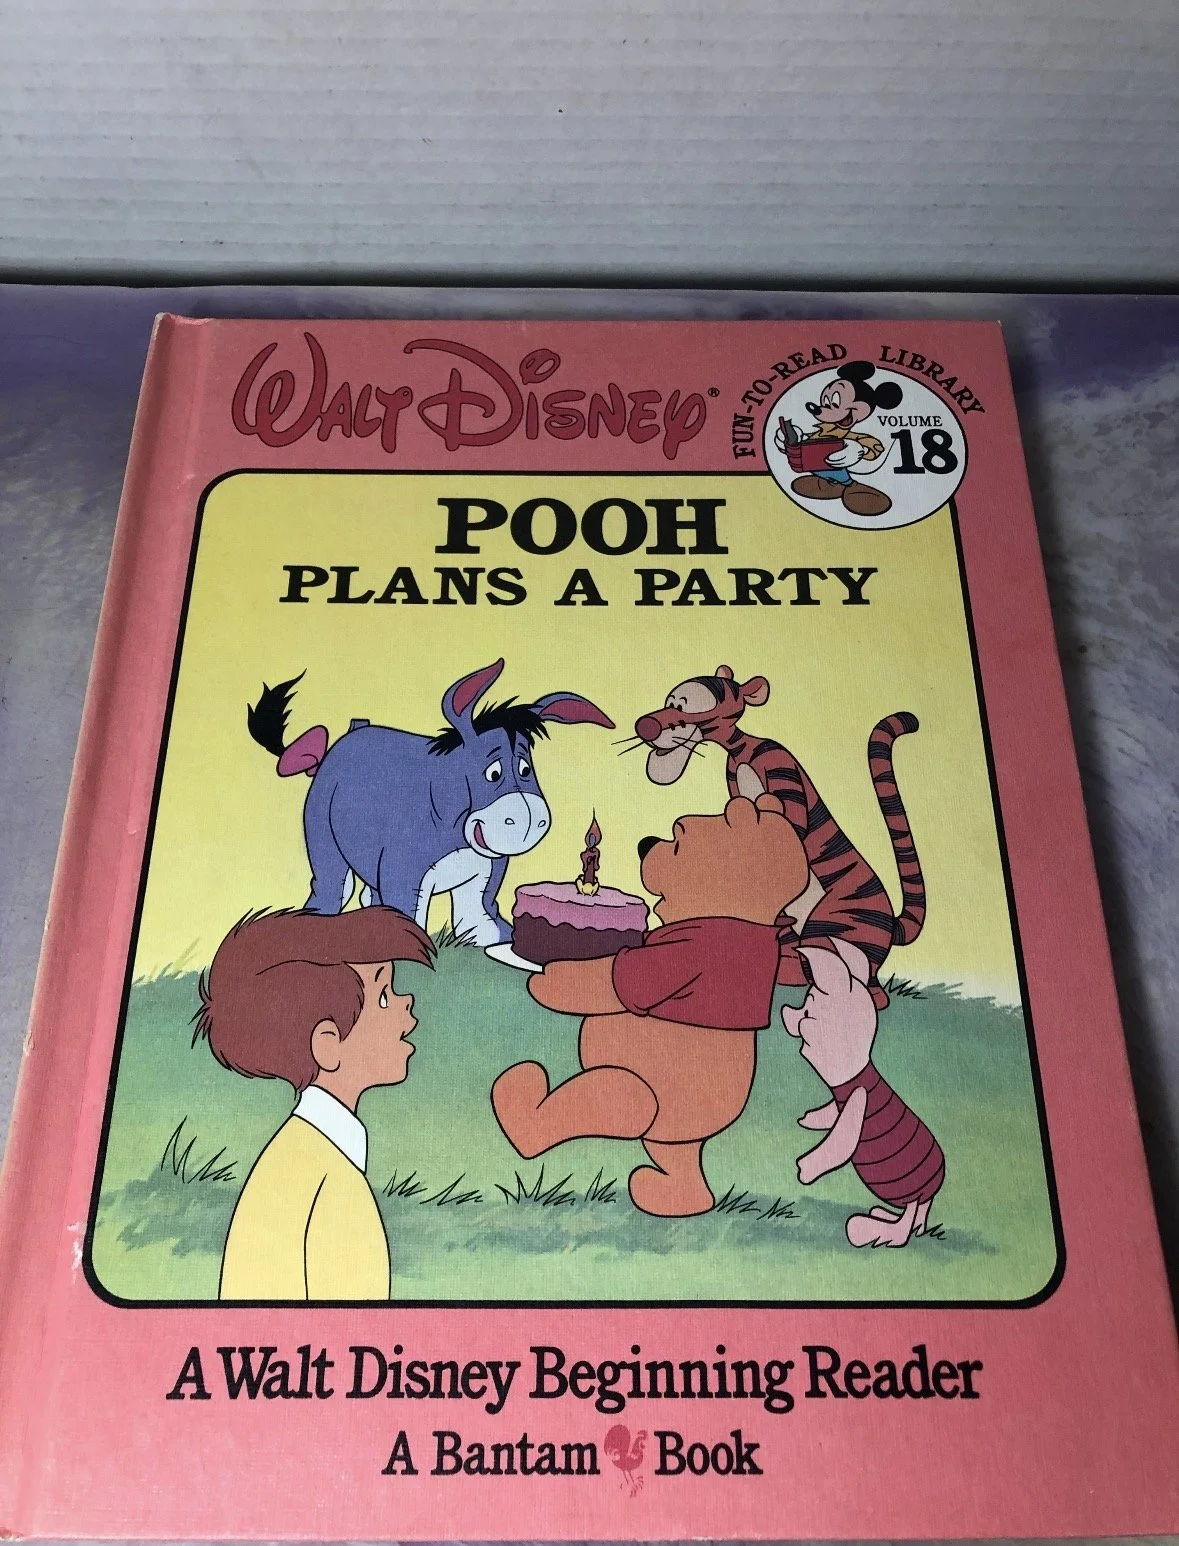 WALT DISNEY®
FUN-TO-READ LIBRARY
VOLUME
18
POOH
PLANS A PARTY
A Walt Disney Beginning Reader
A Bantam Book